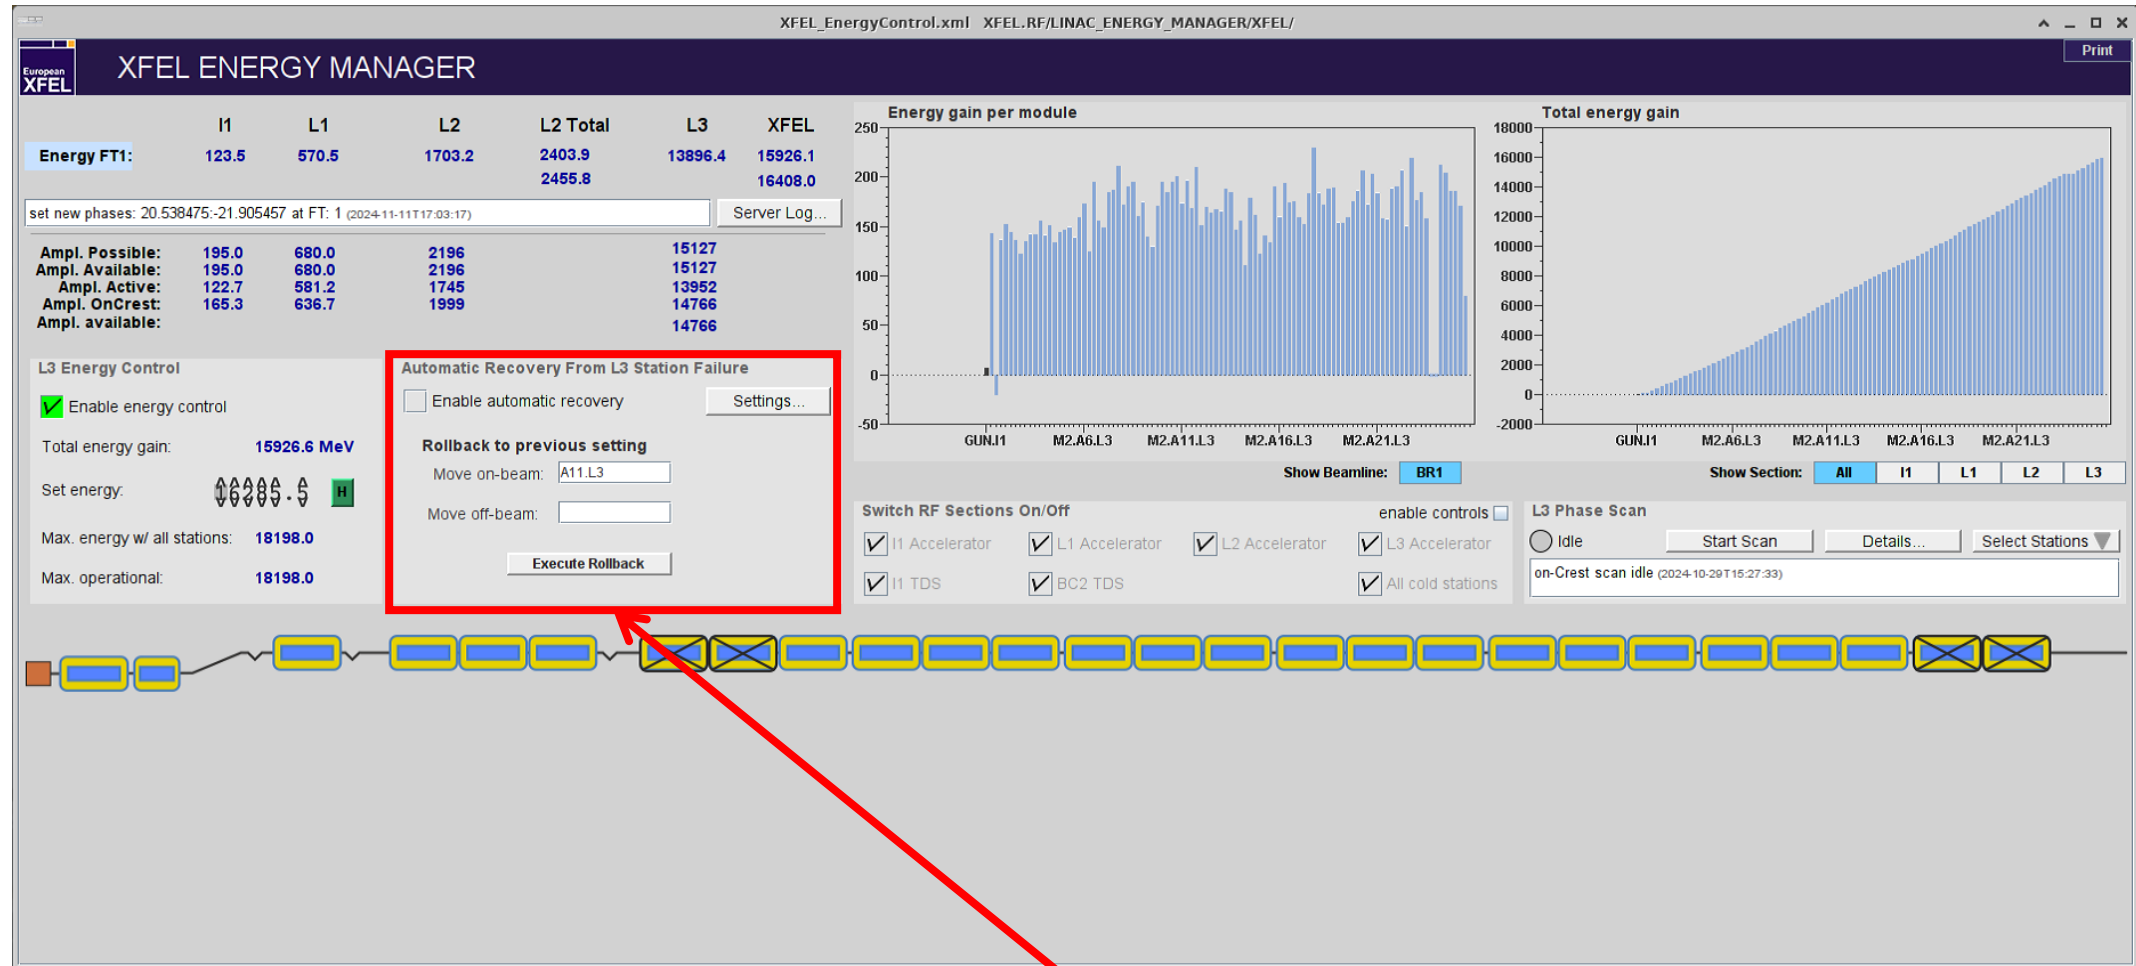 XFEL_EnergyControl.xml XFEL.RF/LINAC_ENERGY_MANAGER/XFEL/
Print
European
XFEL
XFEL ENERGY MANAGER
I1 L1 L2 L2 Total L3 XFEL
Energy FT1: 123.5 570.5 1703.2 2403.9 13896.4 15926.1
2455.8 16408.0
set new phases: 20.538475:-21.905457 at FT: 1 (2024-11-11T17:03:17) Server Log...
Ampl. Possible: 195.0 680.0 2196 15127
Ampl. Available: 195.0 680.0 2196 15127
Ampl. Active: 122.7 581.2 1745 13952
Ampl. OnCrest: 165.3 636.7 1999 14766
Ampl. available: 14766
L3 Energy Control
Enable energy control
Total energy gain: 15926.6 MeV
Set energy: 16285.5 H
Max. energy w/ all stations: 18198.0
Max. operational: 18198.0
Automatic Recovery From L3 Station Failure
Enable automatic recovery Settings...
Rollback to previous setting
Move on-beam: A11.L3
Move off-beam:
Execute Rollback
Energy gain per module
250
200
150
100
50
0
-50
GUN.I1 M2.A6.L3 M2.A11.L3 M2.A16.L3 M2.A21.L3
Show Beamline: BR1
Total energy gain
18000
16000
14000
12000
10000
8000
6000
4000
2000
0
-2000
GUN.I1 M2.A6.L3 M2.A11.L3 M2.A16.L3 M2.A21.L3
Show Section: All I1 L1 L2 L3
Switch RF Sections On/Off enable controls
I1 Accelerator L1 Accelerator L2 Accelerator L3 Accelerator
I1 TDS BC2 TDS All cold stations
L3 Phase Scan
Idle Start Scan Details... Select Stations
on-Crest scan idle (2024-10-29T15:27:33)